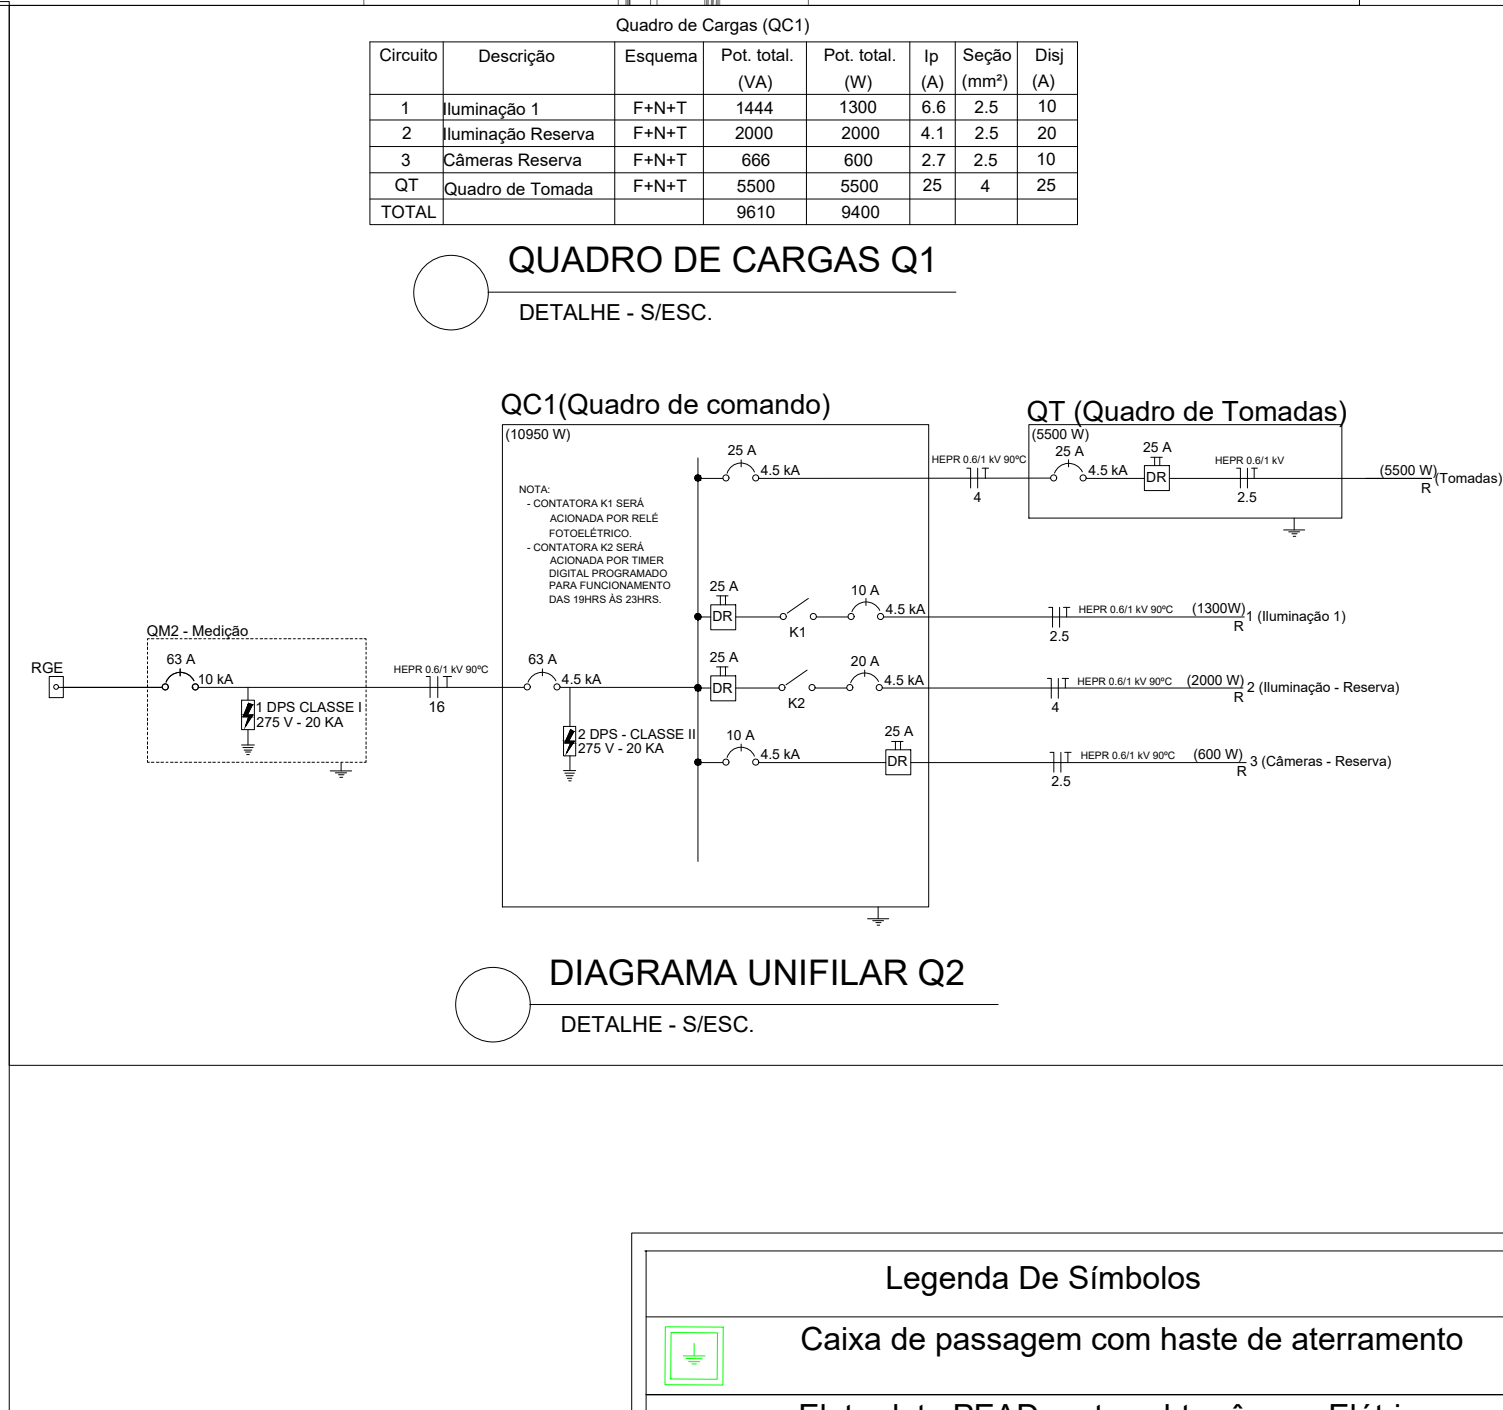 Quadro de Cargas (QC1)
Circuito Descrição Esquema Pot. total. (VA) Pot. total. (W) Ip (A) Seção (mm²) Disj (A)
1 Iluminação 1 F+N+T 1444 1300 6.6 2.5 10
2 Iluminação Reserva F+N+T 2000 2000 4.1 2.5 20
3 Câmeras Reserva F+N+T 666 600 2.7 2.5 10
QT Quadro de Tomada F+N+T 5500 5500 25 4 25
TOTAL 9610 9400
QUADRO DE CARGAS Q1
DETALHE - S/ESC.
QC1(Quadro de comando)
(10950 W)
NOTA:
- CONTATORA K1 SERÁ
ACIONADA POR RELÉ
FOTOELÉTRICO.
- CONTATORA K2 SERÁ
ACIONADA POR TIMER
DIGITAL PROGRAMADO
PARA FUNCIONAMENTO
DAS 19HRS ÀS 23HRS.
25 A
4.5 kA
HEPR 0.6/1 kV 90ºC
4
QT (Quadro de Tomadas)
(5500 W)
25 A
4.5 kA
25 A
DR
HEPR 0.6/1 kV
2.5
(5500 W)
R
(Tomadas)
25 A
DR
K1
10 A
4.5 kA
2.5
HEPR 0.6/1 kV 90ºC
(1300W)
R
1 (Iluminação 1)
RGE
QM2 - Medição
63 A
10 kA
1 DPS CLASSE I
275 V - 20 KA
HEPR 0.6/1 kV 90ºC
16
63 A
4.5 kA
2 DPS - CLASSE II
275 V - 20 KA
25 A
DR
K2
20 A
4.5 kA
4
HEPR 0.6/1 kV 90ºC
(2000 W)
R
2 (Iluminação - Reserva)
10 A
4.5 kA
25 A
DR
2.5
HEPR 0.6/1 kV 90ºC
(600 W)
R
3 (Câmeras - Reserva)
DIAGRAMA UNIFILAR Q2
DETALHE - S/ESC.
Legenda De Símbolos
Caixa de passagem com haste de aterramento